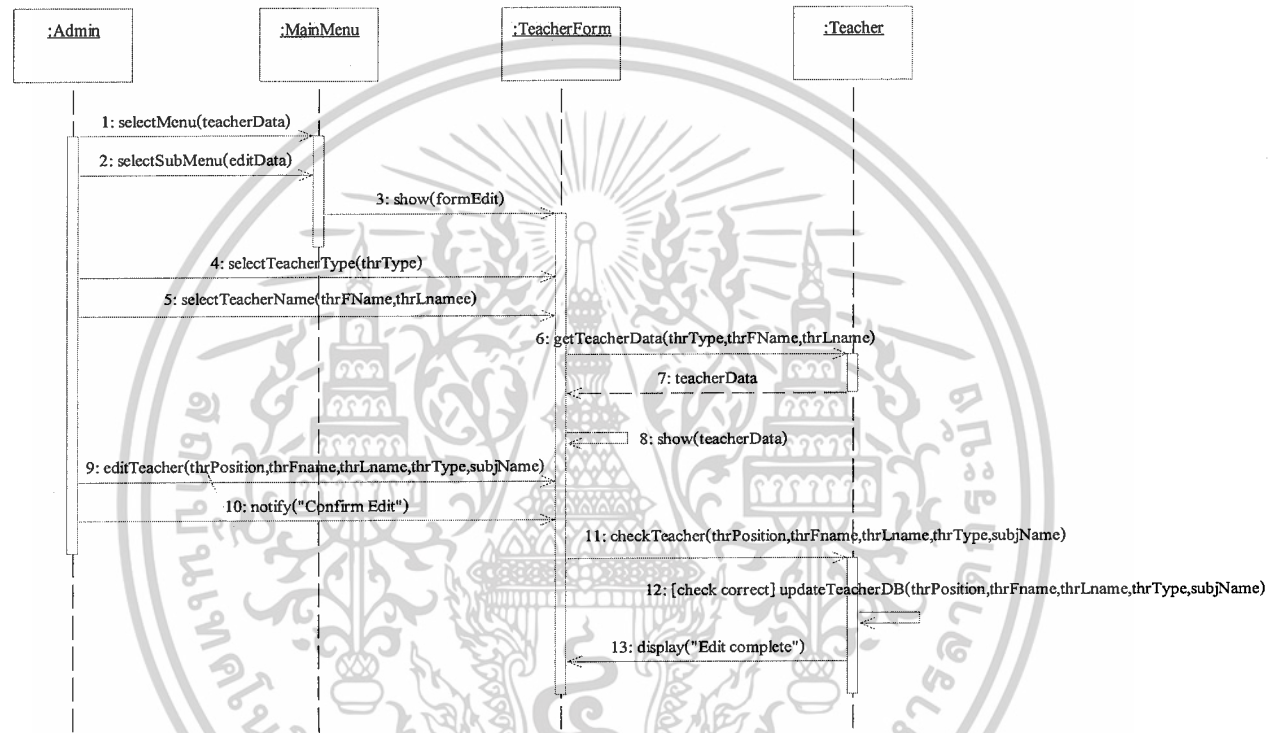 :Admin
:MainMenu
:TeacherForm
:Teacher
1: selectMenu(teacherData)
2: selectSubMenu(editData)
3: show(formEdit)
4: selectTeacherType(thrType)
5: selectTeacherName(thrFName,thrLnamee)
6: getTeacherData(thrType,thrFName,thrLname)
7: teacherData
8: show(teacherData)
9: editTeacher(thrPosition,thrFname,thrLname,thrType,subjName)
10: notify("Confirm Edit")
11: checkTeacher(thrPosition,thrFname,thrLname,thrType,subjName)
12: [check correct] updateTeacherDB(thrPosition,thrFname,thrLname,thrType,subjName)
13: display("Edit complete")